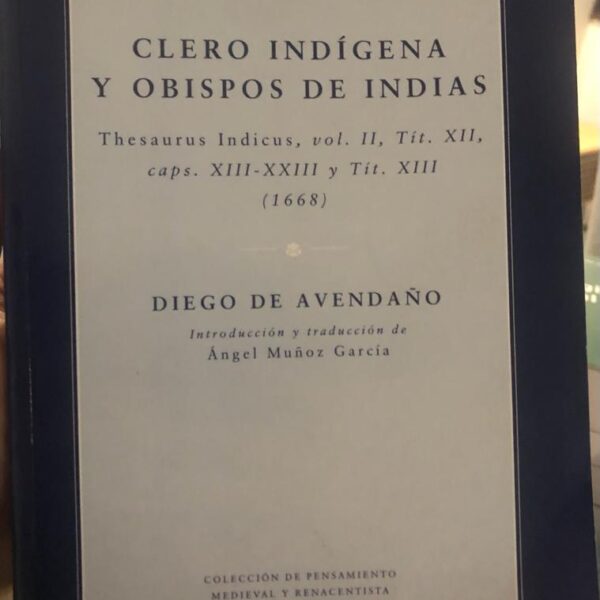 CLERO INDÍGENA
Y OBISPOS DE INDIAS
Thesaurus Indicus, vol. II, Tít. XII,
caps. XIII-XXIII y Tít. XIII
(1668)
DIEGO DE AVENDAÑO
Introducción y traducción de
Ángel Muñoz García
COLECCIÓN DE PENSAMIENTO
MEDIEVAL Y RENACENTISTA